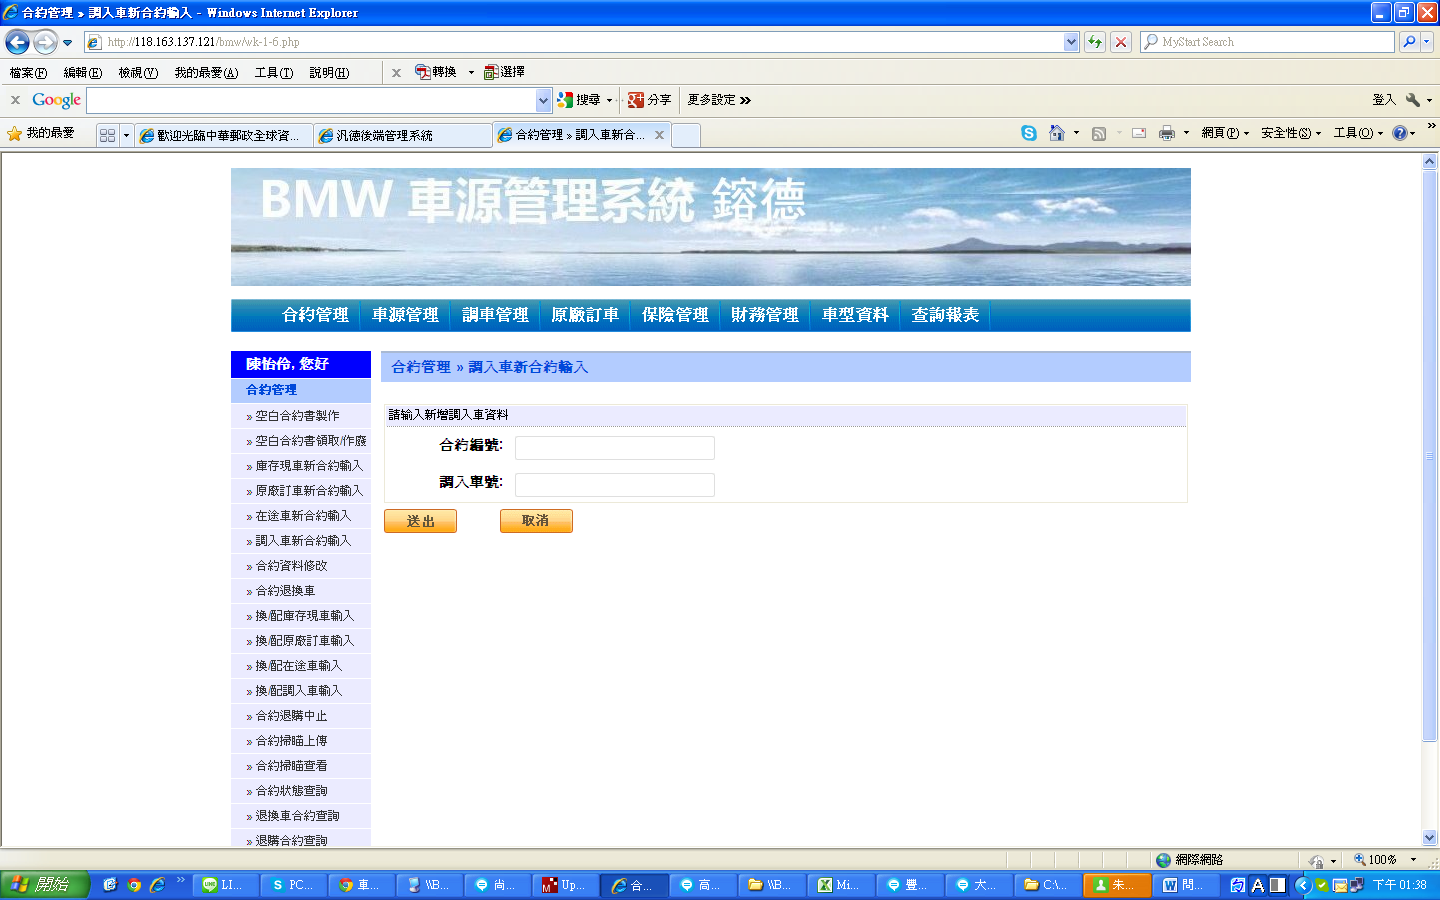 合約管理 » 調入車新合約輸入 - Windows Internet Explorer
http://118.163.137.121/bmw/wk-1-6.php
MyStart Search
檔案(F) 編輯(E) 檢視(V) 我的最愛(A) 工具(T) 說明(H) x 轉換 選擇
x Google 搜尋 分享 更多設定 » 登入
我的最愛 歡迎光臨中華郵政全球資... 汎德後端管理系統 合約管理 » 調入車新合... 網頁(P) 安全性(S) 工具(O) »
BMW 車源管理系統 鎔德
合約管理 車源管理 調車管理 原廠訂車 保險管理 財務管理 車型資料 查詢報表
陳怡伶, 您好
合約管理
» 空白合約書製作
» 空白合約書領取/作廢
» 庫存現車新合約輸入
» 原廠訂車新合約輸入
» 在途車新合約輸入
» 調入車新合約輸入
» 合約資料修改
» 合約退換車
» 換/配庫存現車輸入
» 換/配原廠訂車輸入
» 換/配在途車輸入
» 換/配調入車輸入
» 合約退購中止
» 合約掃瞄上傳
» 合約掃瞄查看
» 合約狀態查詢
» 退換車合約查詢
» 退購合約查詢
合約管理 » 調入車新合約輸入
請輸入新增調入車資料
合約編號:
調入車號:
送出 取消
網際網路 100%
開始 » LI... PC... 車... \\B... 尚... Up... 合... 高... \\B... Mi... 豐... 大... C:\... 朱... 問... A 下午 01:38